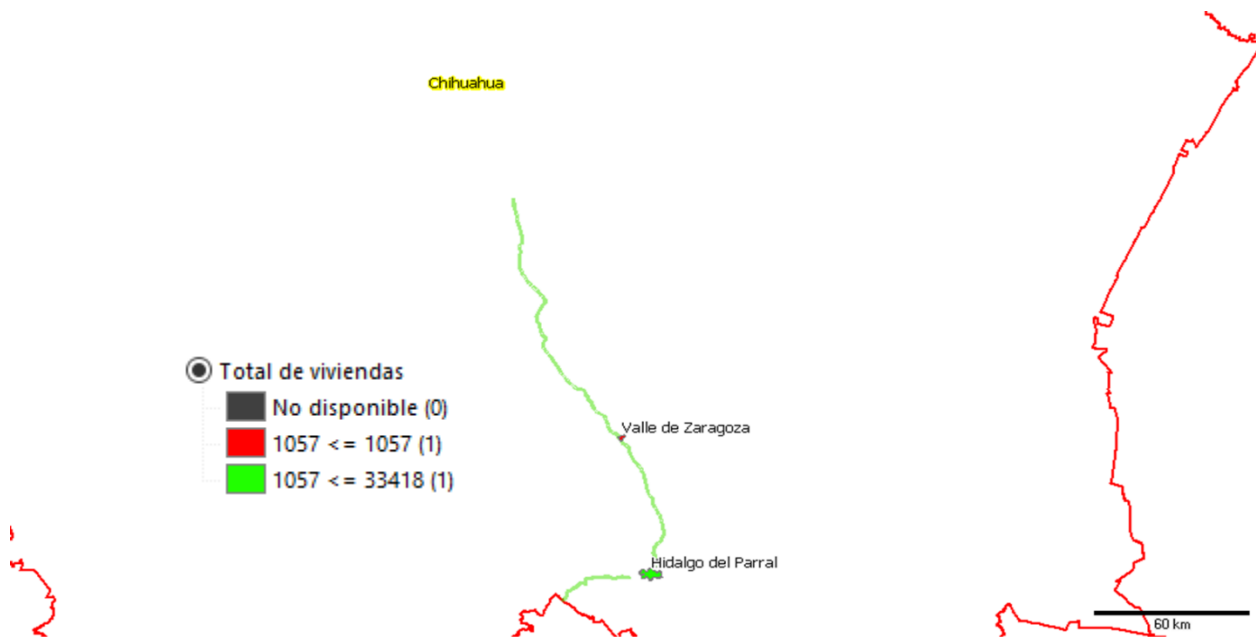 Chihuahua
Total de viviendas
No disponible (0)
1057 <= 1057 (1)
1057 <= 33418 (1)
Valle de Zaragoza
Hidalgo del Parral
60 km